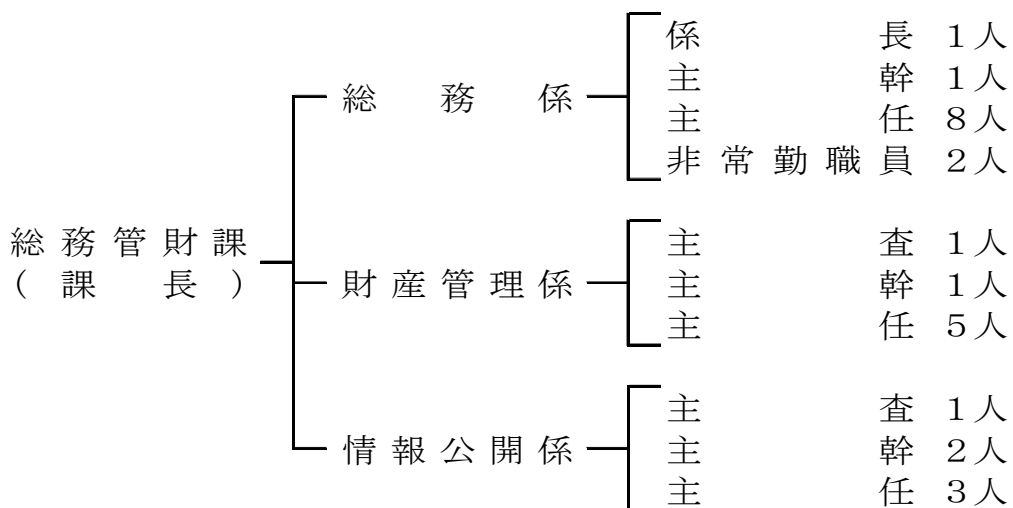 総務管財課
(課長)
総務係
係長 1人
主幹 1人
主任 8人
非常勤職員 2人
財産管理係
主査 1人
主幹 1人
主任 5人
情報公開係
主査 1人
主幹 2人
主任 3人